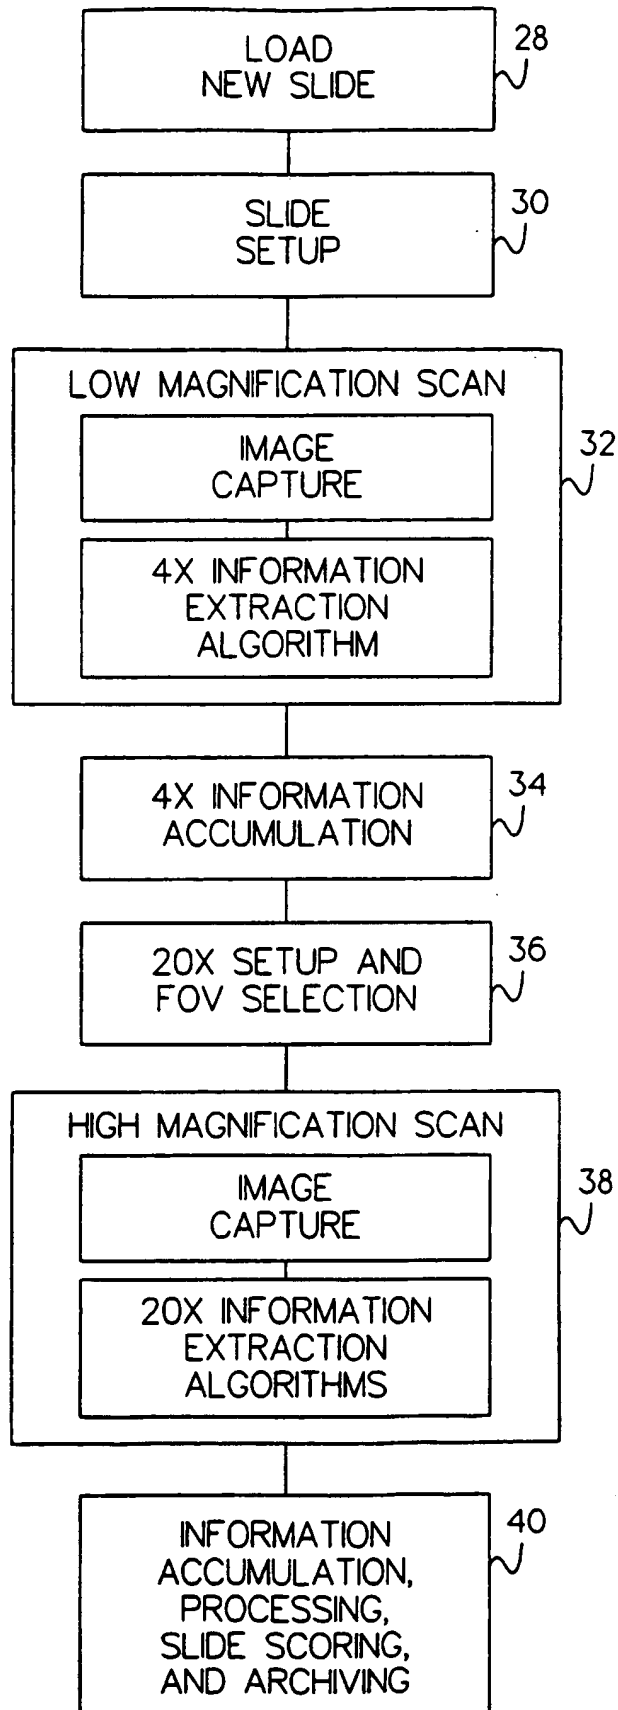 LOAD
NEW SLIDE
28
SLIDE
SETUP
30
LOW MAGNIFICATION SCAN
IMAGE
CAPTURE
32
4X INFORMATION
EXTRACTION
ALGORITHM
4X INFORMATION
ACCUMULATION
34
20X SETUP AND
FOV SELECTION
36
HIGH MAGNIFICATION SCAN
IMAGE
CAPTURE
38
20X INFORMATION
EXTRACTION
ALGORITHMS
INFORMATION
ACCUMULATION,
PROCESSING,
SLIDE SCORING,
AND ARCHIVING
40